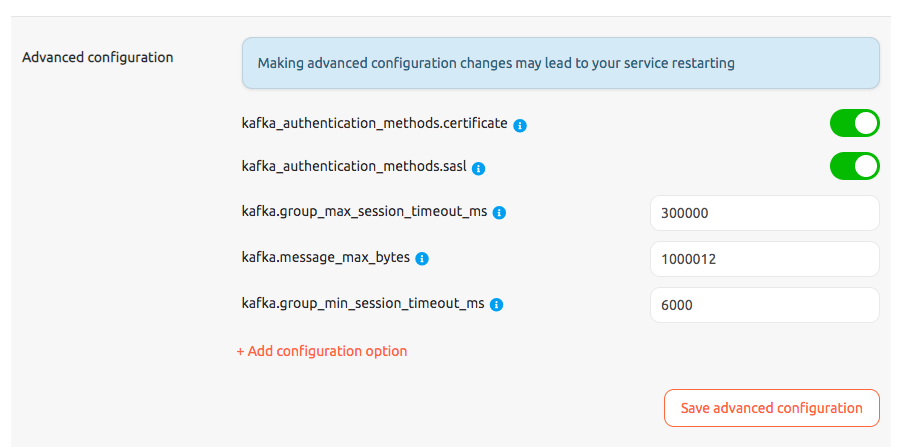 Advanced configuration
Making advanced configuration changes may lead to your service restarting
kafka_authentication_methods.certificate
kafka_authentication_methods.sasl
kafka.group_max_session_timeout_ms 300000
kafka.message_max_bytes 1000012
kafka.group_min_session_timeout_ms 6000
+ Add configuration option
Save advanced configuration